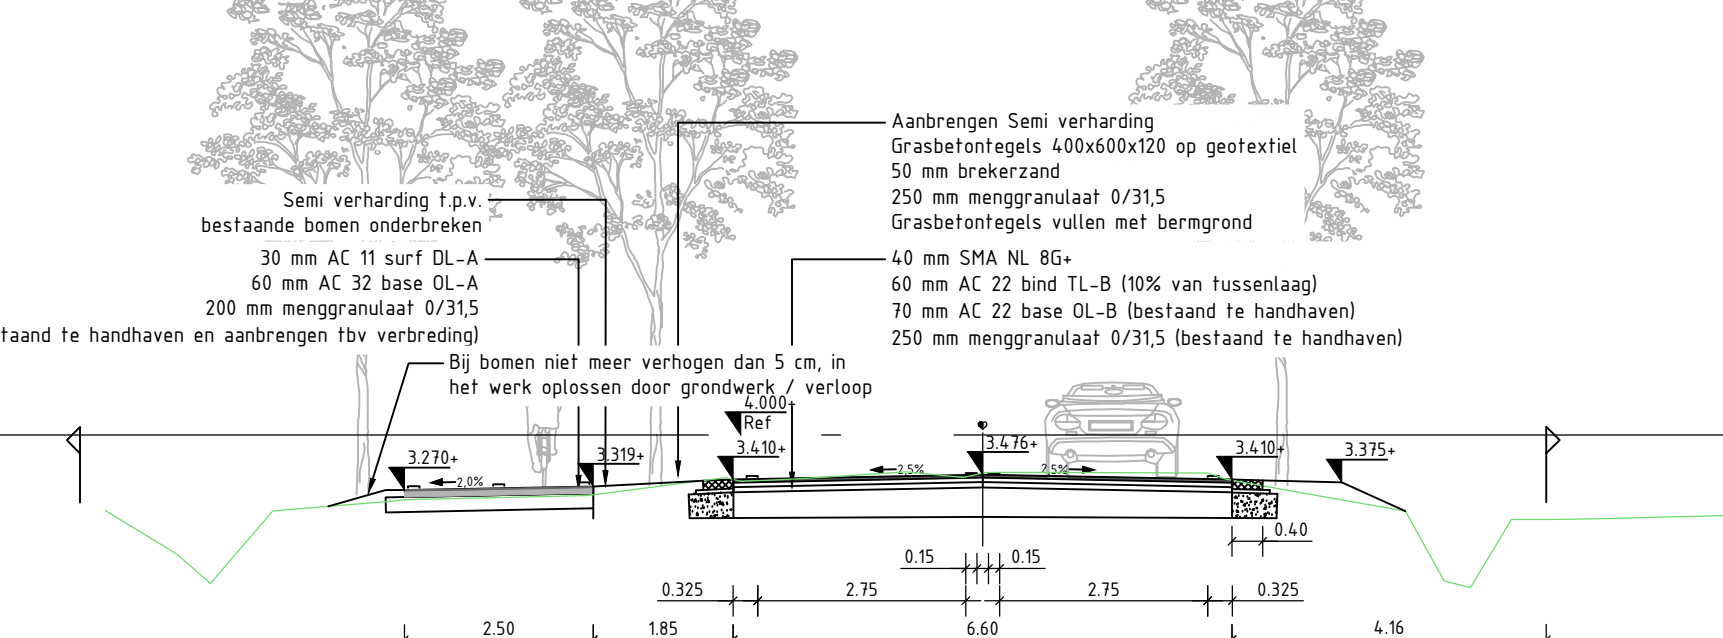 Aanbrengen Semi verharding
Grasbetontegels 400x600x120 op geotextiel
50 mm brekerzand
250 mm menggranulaat 0/31,5
Grasbetontegels vullen met bermgrond
Semi verharding t.p.v.
bestaande bomen onderbreken
30 mm AC 11 surf DL-A
60 mm AC 32 base OL-A
200 mm menggranulaat 0/31,5
taand te handhaven en aanbrengen tbv verbreding)
40 mm SMA NL 8G+
60 mm AC 22 bind TL-B (10% van tussenlaag)
70 mm AC 22 base OL-B (bestaand te handhaven)
250 mm menggranulaat 0/31,5 (bestaand te handhaven)
Bij bomen niet meer verhogen dan 5 cm, in
het werk oplossen door grondwerk / verloop
4.000+
Ref
3.270+ 3.319+ 3.410+ 3.476+ 3.410+ 3.375+
2,0% 2,5% 2,5%
0.40
0.15 0.15
0.325 2.75 2.75 0.325
2.50 1.85 6.60 4.16